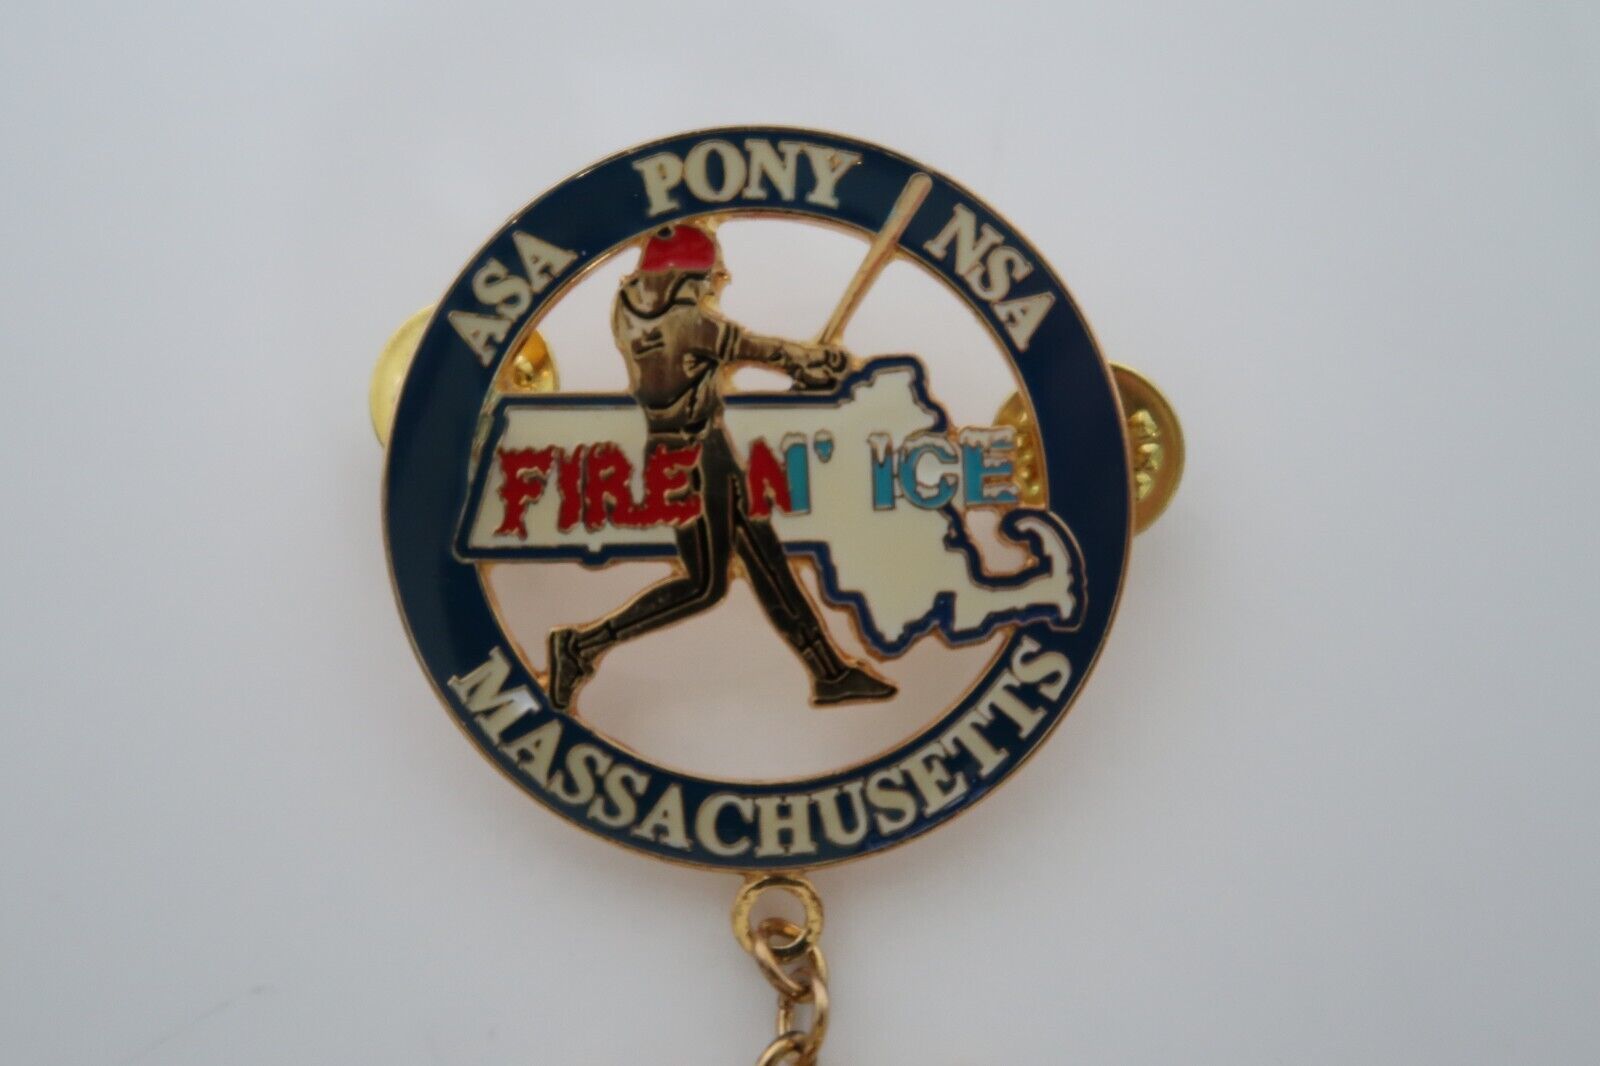 ASA PONY NSA
FIRE N' ICE
MASSACHUSETTS